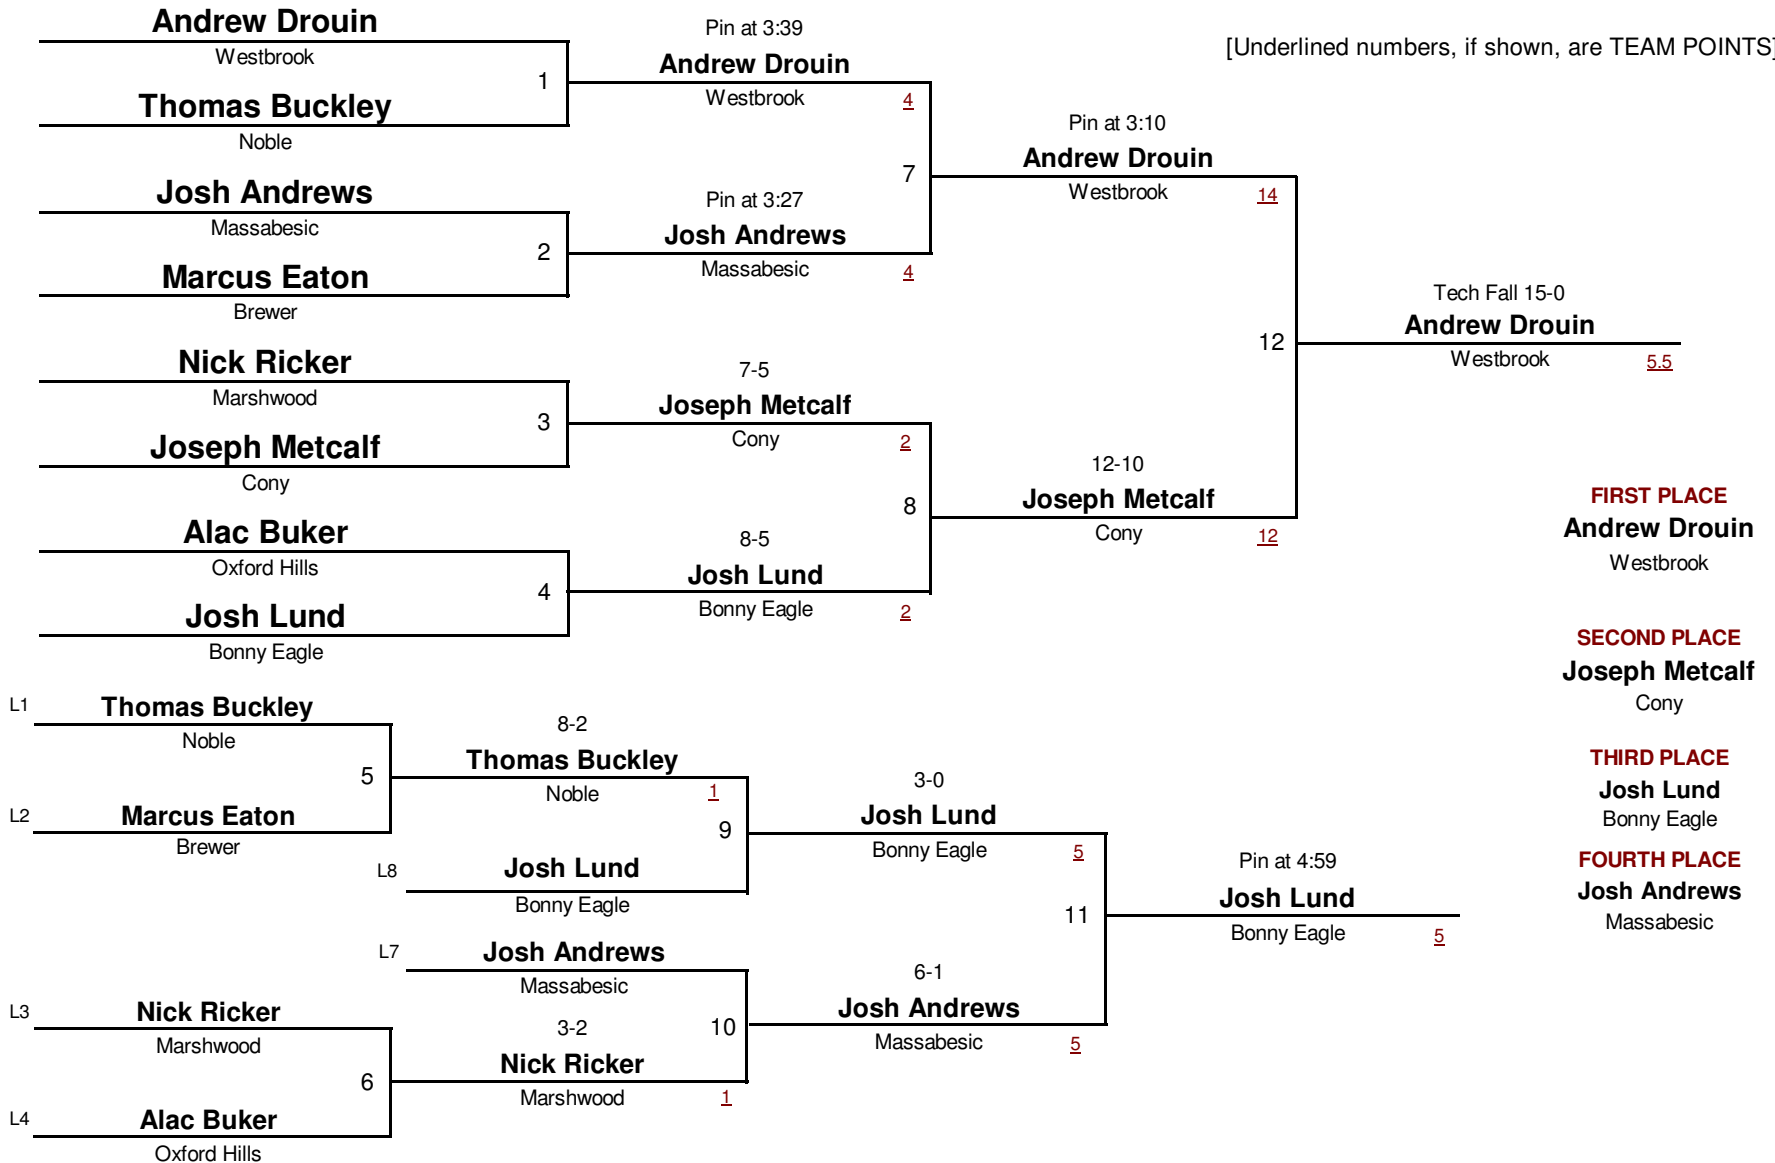 Andrew Drouin
Westbrook
1
Thomas Buckley
Noble
Josh Andrews
Massabesic
2
Marcus Eaton
Brewer
Nick Ricker
Marshwood
3
Joseph Metcalf
Cony
Alac Buker
Oxford Hills
4
Josh Lund
Bonny Eagle
Pin at 3:39
Andrew Drouin
Westbrook 4
7
Pin at 3:27
Josh Andrews
Massabesic 4
7-5
Joseph Metcalf
Cony 2
8
8-5
Josh Lund
Bonny Eagle 2
[Underlined numbers, if shown, are TEAM POINTS]
Pin at 3:10
Andrew Drouin
Westbrook 14
12
12-10
Joseph Metcalf
Cony 12
Tech Fall 15-0
Andrew Drouin
Westbrook 5.5
FIRST PLACE
Andrew Drouin
Westbrook
SECOND PLACE
Joseph Metcalf
Cony
THIRD PLACE
Josh Lund
Bonny Eagle
FOURTH PLACE
Josh Andrews
Massabesic
L1 Thomas Buckley
Noble
5
L2 Marcus Eaton
Brewer
8-2
Thomas Buckley
Noble 1
9
L8 Josh Lund
Bonny Eagle
L7 Josh Andrews
Massabesic
10
L3 Nick Ricker
Marshwood
6
L4 Alac Buker
Oxford Hills
3-2
Nick Ricker
Marshwood 1
3-0
Josh Lund
Bonny Eagle 5
11
6-1
Josh Andrews
Massabesic 5
Pin at 4:59
Josh Lund
Bonny Eagle 5